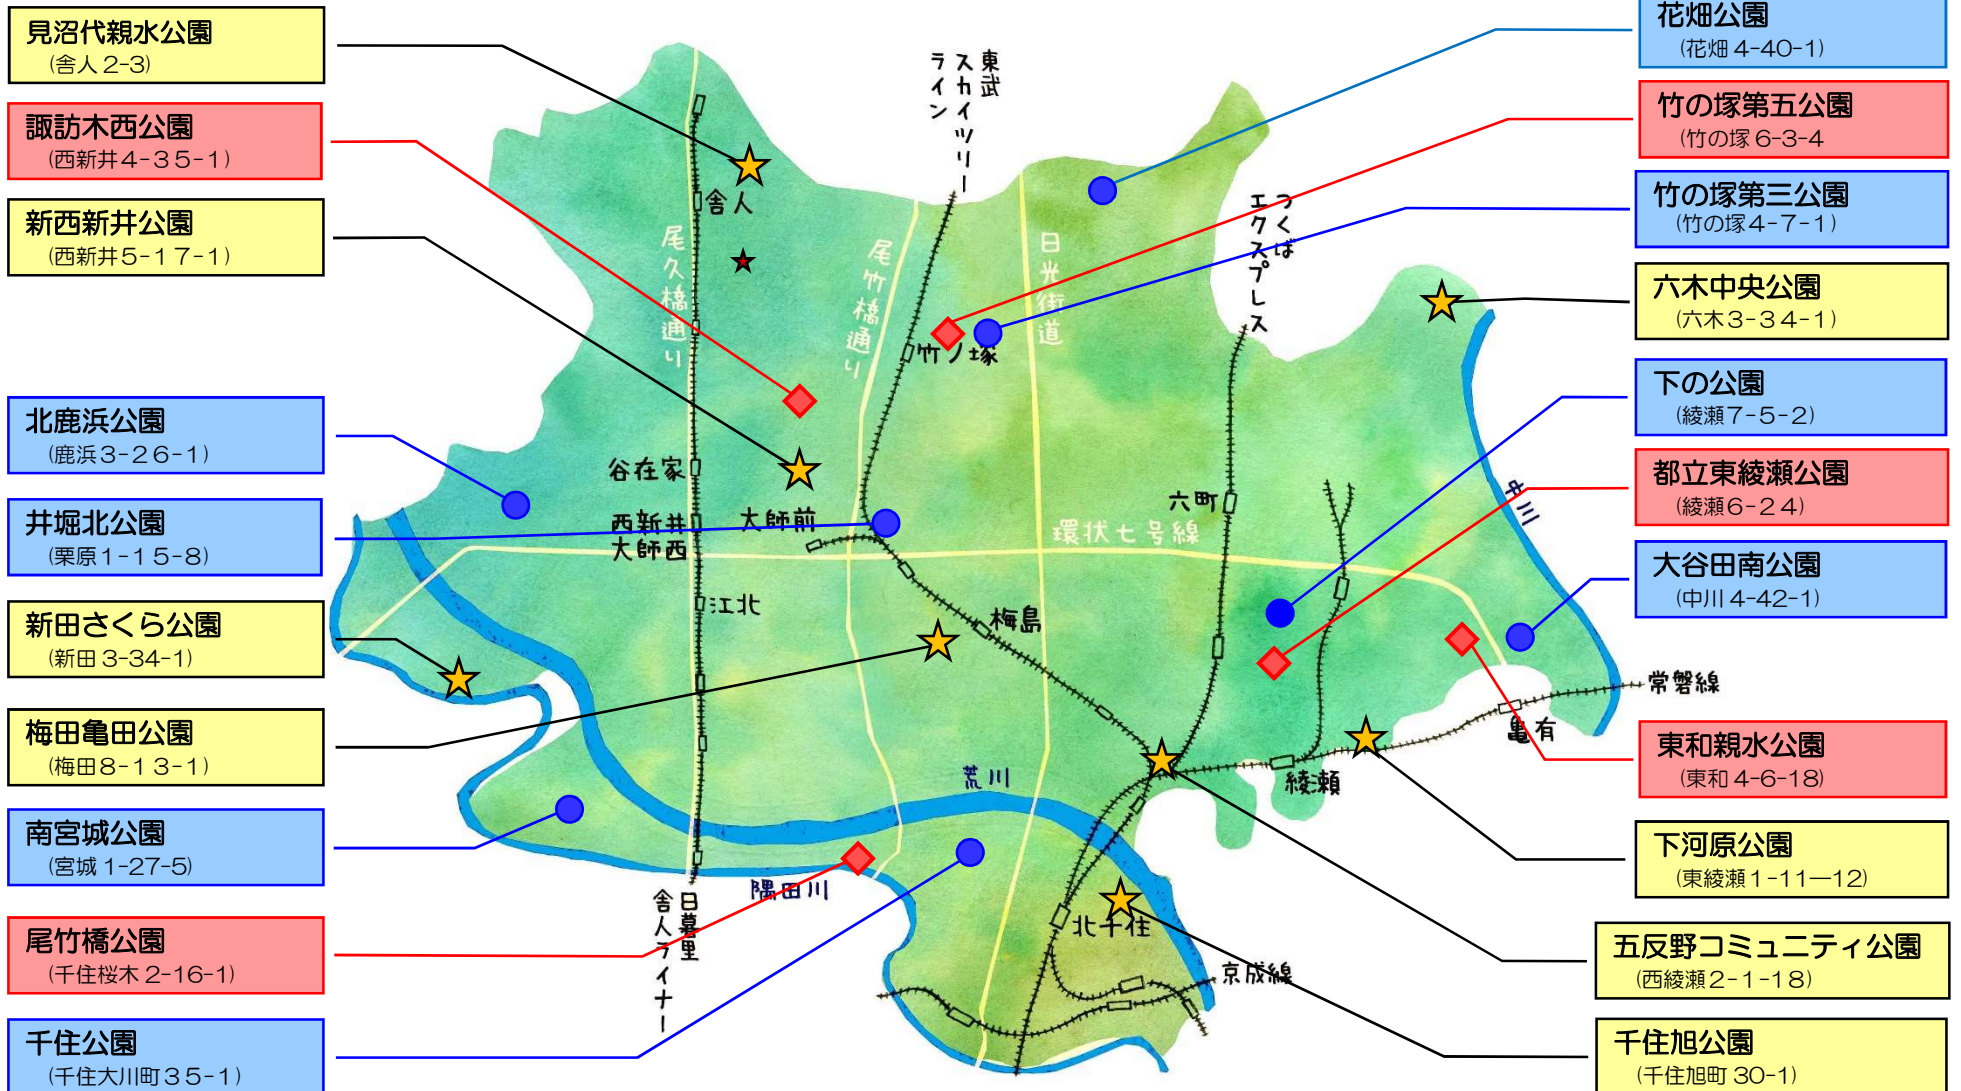 見沼代親水公園
(舎人2-3)
諏訪木西公園
(西新井4-35-1)
新西新井公園
(西新井5-17-1)
北鹿浜公園
(鹿浜3-26-1)
井堀北公園
(栗原1-15-8)
新田さくら公園
(新田3-34-1)
梅田亀田公園
(梅田8-13-1)
南宮城公園
(宮城1-27-5)
尾竹橋公園
(千住桜木2-16-1)
千住公園
(千住大川町35-1)
東武
スカイツリー
ライン
舎人
尾久橋通り
尾竹橋通り
日光街道
つくば
エクスプレス
竹ノ塚
谷在家
西新井
大師西
大師前
六町
環状七号線
中川
江北
梅島
常磐線
亀有
綾瀬
荒川
隅田川
日暮里
舎人ライナー
北千住
京成線
花畑公園
(花畑4-40-1)
竹の塚第五公園
(竹の塚6-3-4
竹の塚第三公園
(竹の塚4-7-1)
六木中央公園
(六木3-34-1)
下の公園
(綾瀬7-5-2)
都立東綾瀬公園
(綾瀬6-24)
大谷田南公園
(中川4-42-1)
東和親水公園
(東和4-6-18)
下河原公園
(東綾瀬1-11—12)
五反野コミュニティ公園
(西綾瀬2-1-18)
千住旭公園
(千住旭町30-1)